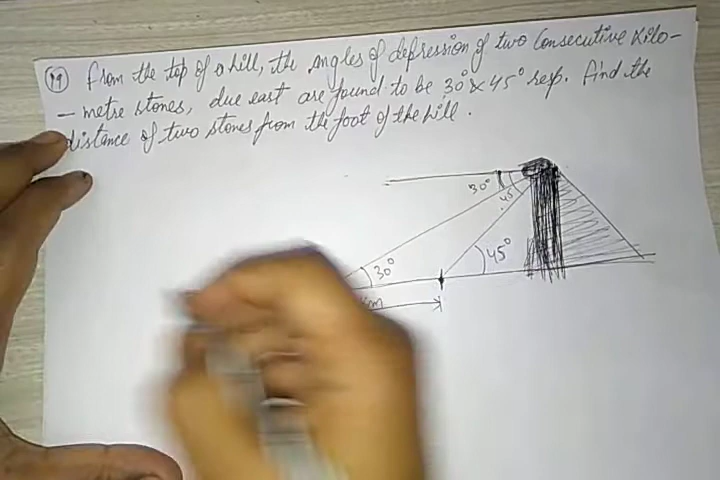 19 From the top of a hill, the angles of depression of two Consecutive Kilo-
- metre stones, due east are found to be 30° & 45° resp. Find the
distance of two stones from the foot of the hill.
30°
45
30° 45°